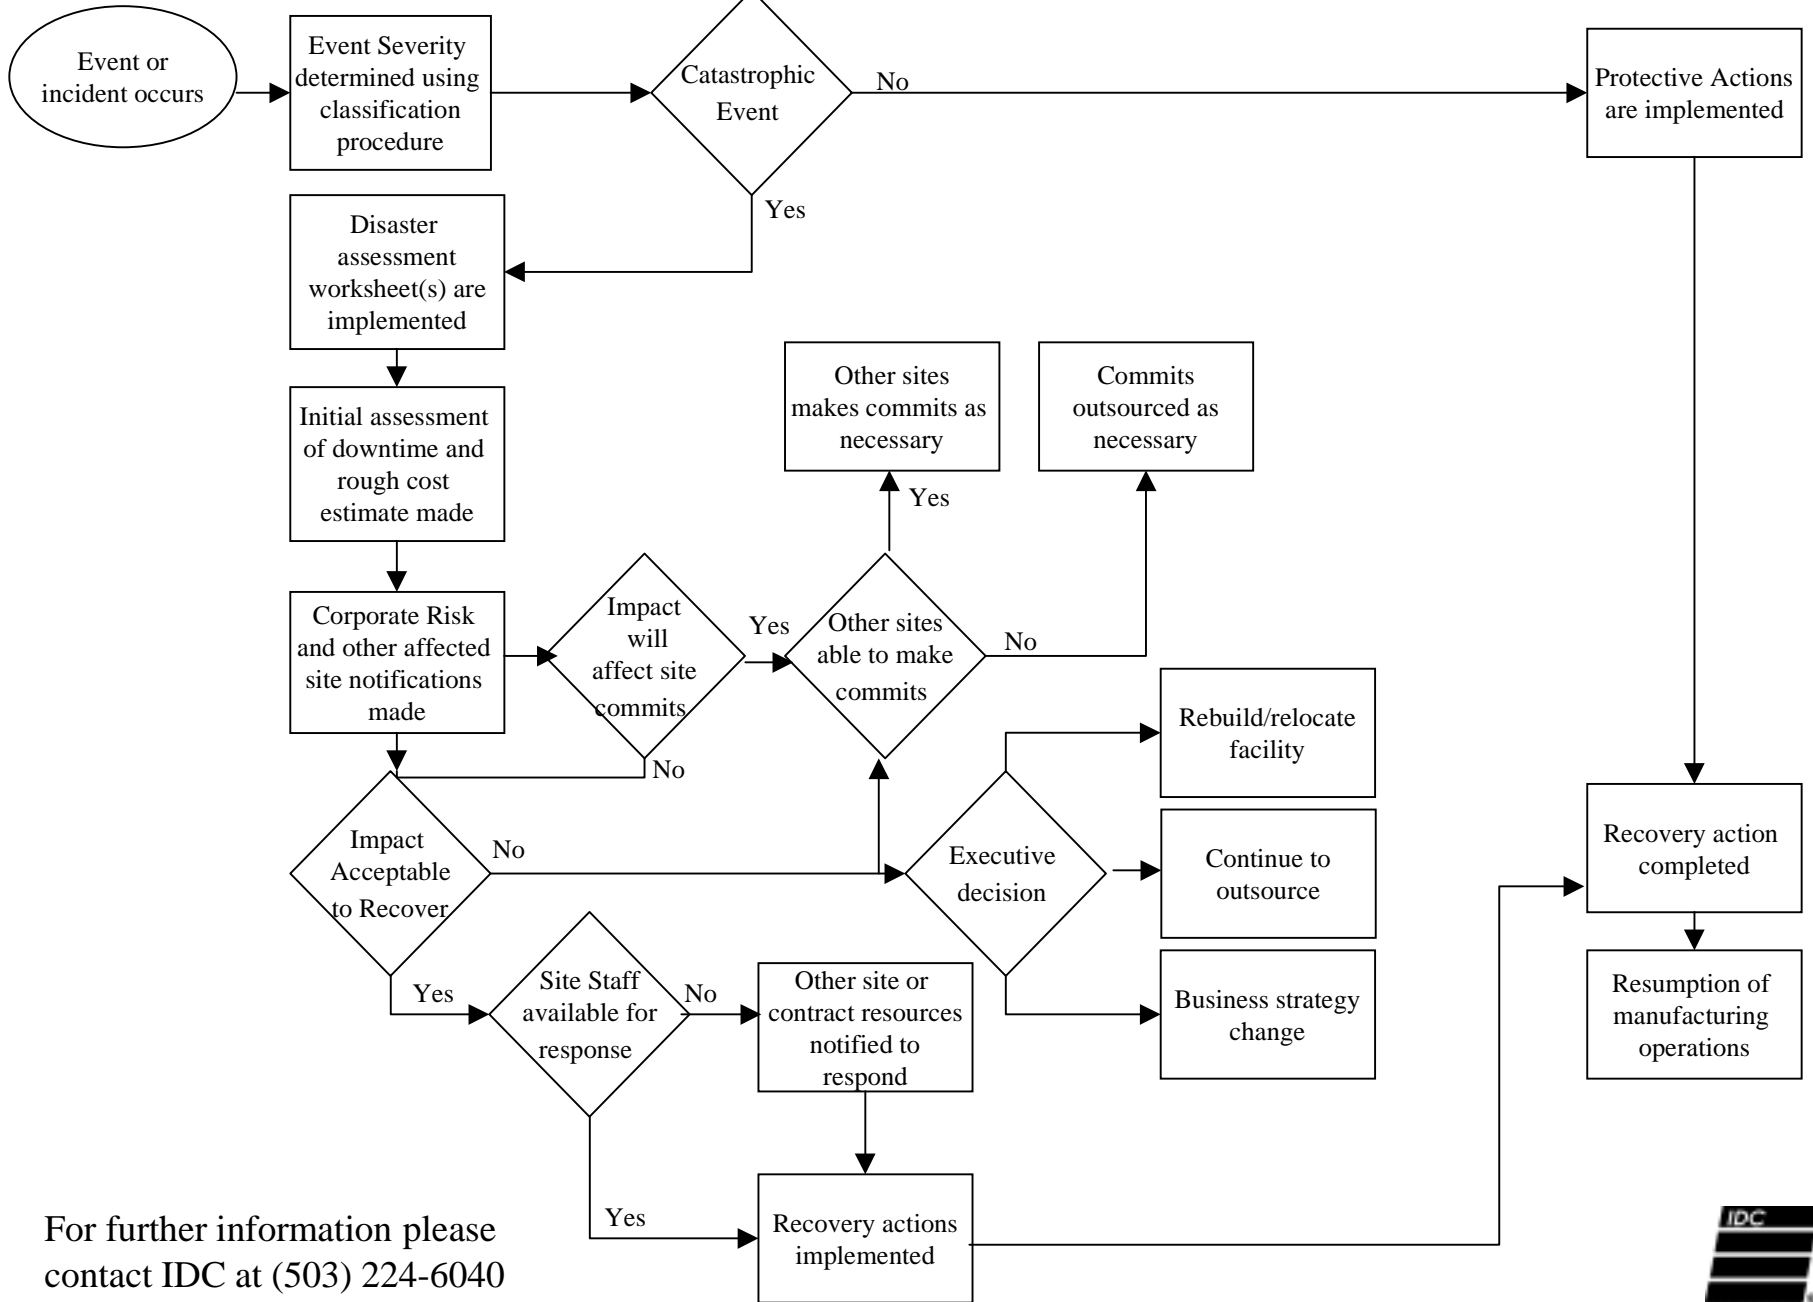 Event or
incident occurs
Event Severity
determined using
classification
procedure
Catastrophic
Event
No
Protective Actions
are implemented
Yes
Disaster
assessment
worksheet(s) are
implemented
Other sites
makes commits as
necessary
Commits
outsourced as
necessary
Initial assessment
of downtime and
rough cost
estimate made
Yes
Corporate Risk
and other affected
site notifications
made
Impact
will
affect site
commits
Yes
Other sites
able to make
commits
No
No
Rebuild/relocate
facility
Impact
Acceptable
to Recover
No
Executive
decision
Continue to
outsource
Recovery action
completed
Yes
Site Staff
available for
response
No
Other site or
contract resources
notified to
respond
Business strategy
change
Resumption of
manufacturing
operations
Yes
Recovery actions
implemented
For further information please
contact IDC at (503) 224-6040
IDC